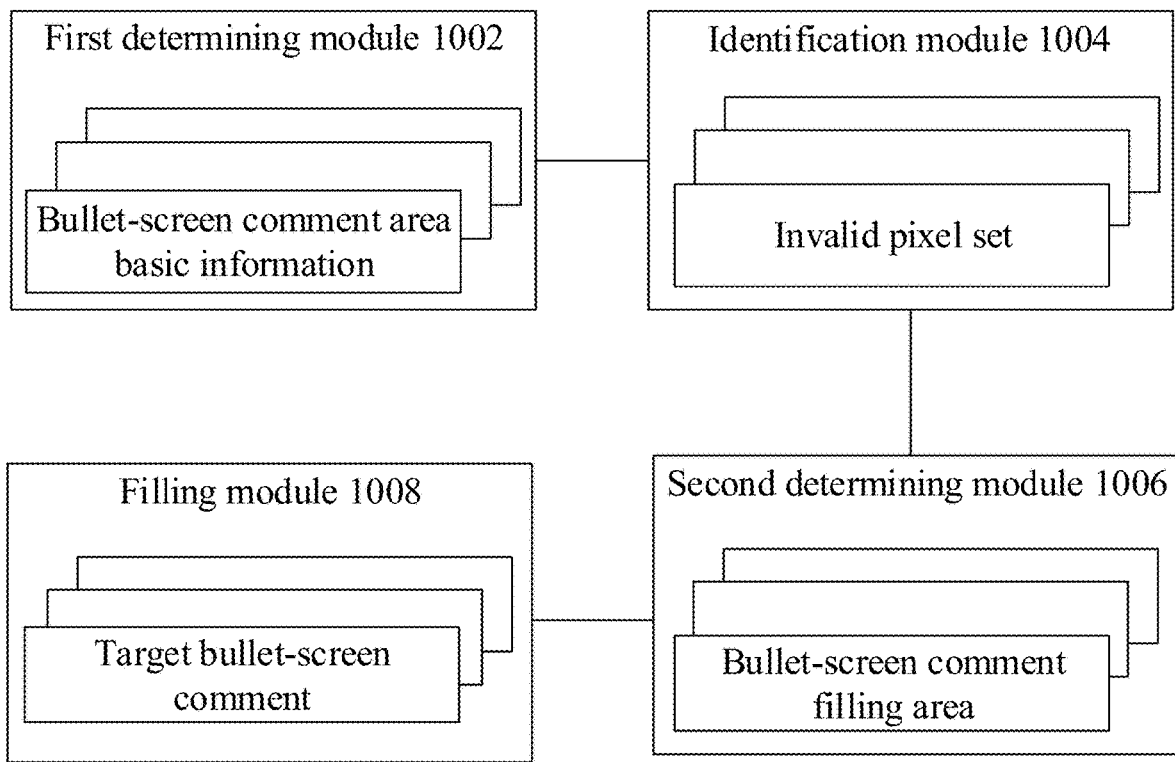 First determining module 1002
Bullet-screen comment area
basic information
Identification module 1004
Invalid pixel set
Filling module 1008
Target bullet-screen
comment
Second determining module 1006
Bullet-screen comment
filling area